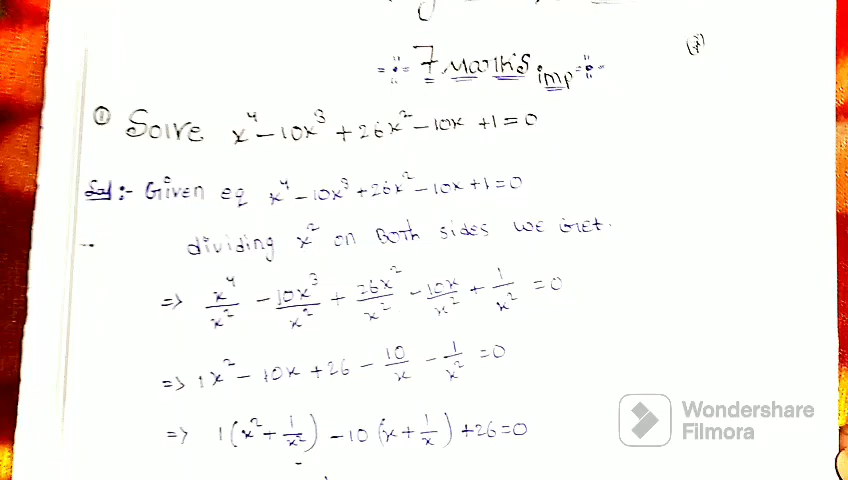 7 Marks imp
① Solve x⁴ - 10x³ + 26x² - 10x + 1 = 0
Sol :- Given eq x⁴ - 10x³ + 26x² - 10x + 1 = 0
dividing x² on Both sides we get.
=> x⁴/x² - 10x³/x² + 26x²/x² - 10x/x² + 1/x² = 0
=> 1x² - 10x + 26 - 10/x - 1/x² = 0
=> 1(x² + 1/x²) - 10(x + 1/x) + 26 = 0
Wondershare
Filmora